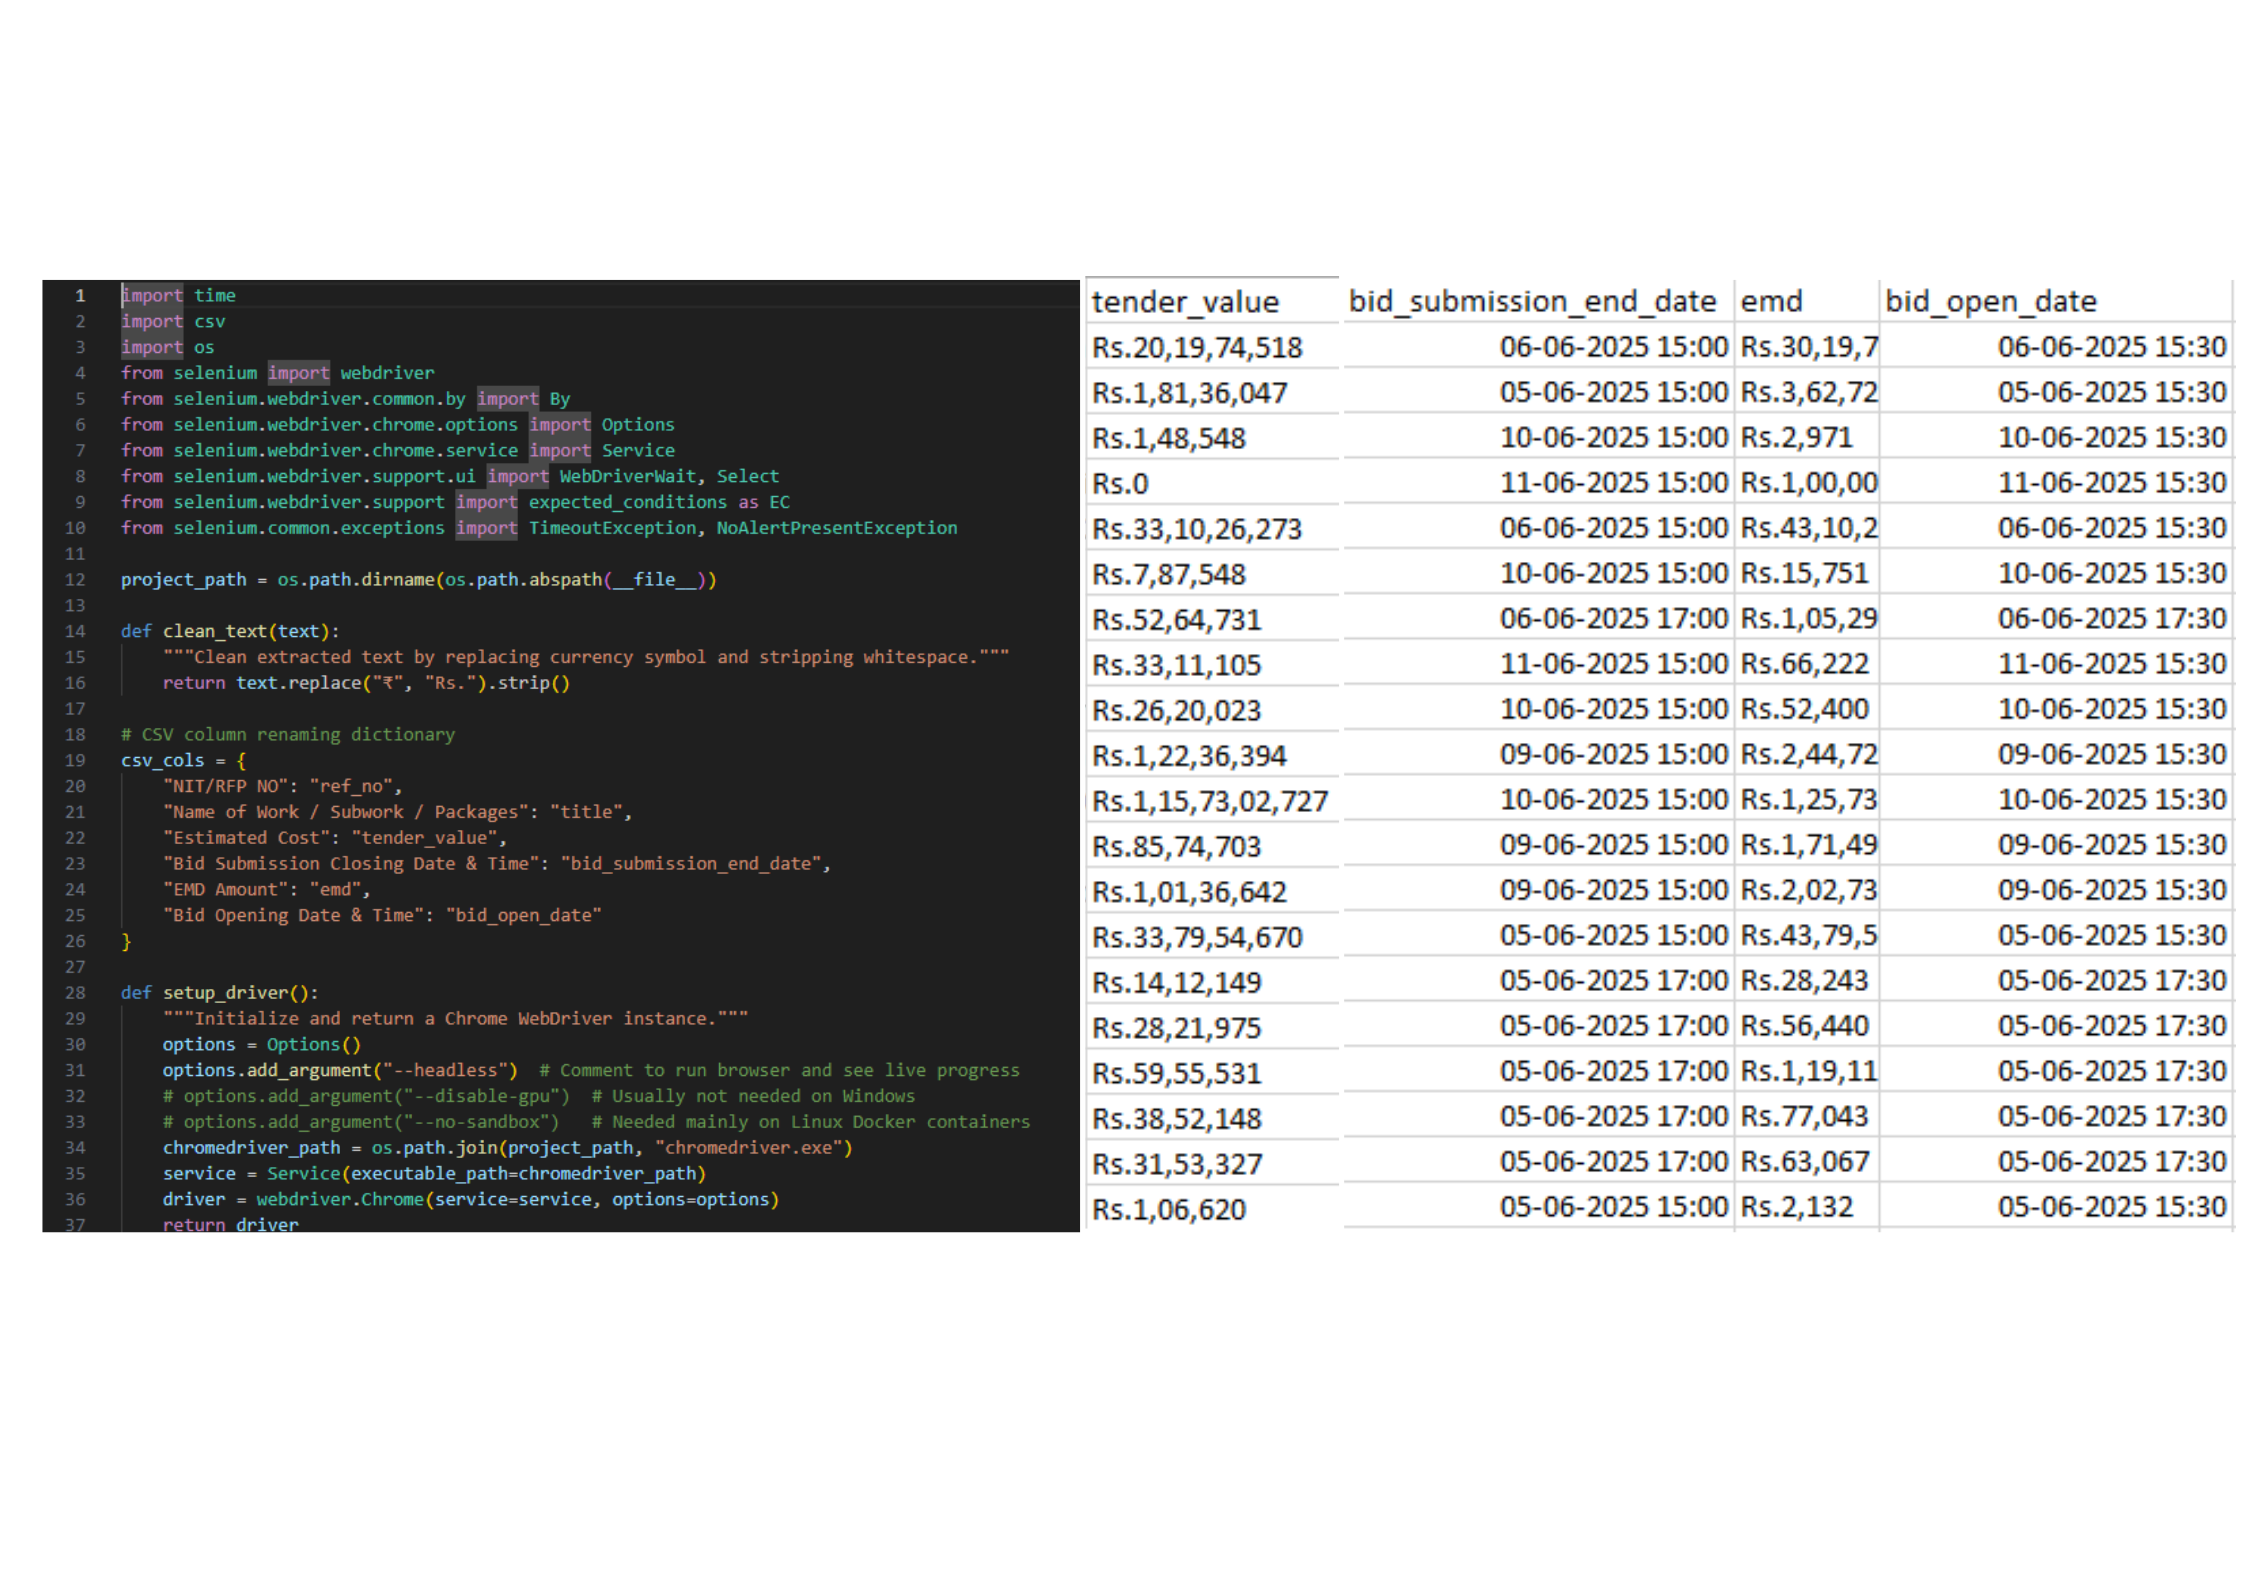 1 import time
2 import csv
3 import os
4 from selenium import webdriver
5 from selenium.webdriver.common.by import By
6 from selenium.webdriver.chrome.options import Options
7 from selenium.webdriver.chrome.service import Service
8 from selenium.webdriver.support.ui import WebDriverWait, Select
9 from selenium.webdriver.support import expected_conditions as EC
10 from selenium.common.exceptions import TimeoutException, NoAlertPresentException
11
12 project_path = os.path.dirname(os.path.abspath(__file__))
13
14 def clean_text(text):
15 """Clean extracted text by replacing currency symbol and stripping whitespace."""
16 return text.replace("₹", "Rs.").strip()
17
18 # CSV column renaming dictionary
19 csv_cols = {
20 "NIT/RFP NO": "ref_no",
21 "Name of Work / Subwork / Packages": "title",
22 "Estimated Cost": "tender_value",
23 "Bid Submission Closing Date & Time": "bid_submission_end_date",
24 "EMD Amount": "emd",
25 "Bid Opening Date & Time": "bid_open_date"
26 }
27
28 def setup_driver():
29 """Initialize and return a Chrome WebDriver instance."""
30 options = Options()
31 options.add_argument("--headless") # Comment to run browser and see live progress
32 # options.add_argument("--disable-gpu") # Usually not needed on Windows
33 # options.add_argument("--no-sandbox") # Needed mainly on Linux Docker containers
34 chromedriver_path = os.path.join(project_path, "chromedriver.exe")
35 service = Service(executable_path=chromedriver_path)
36 driver = webdriver.Chrome(service=service, options=options)
37 return driver
tender_value bid_submission_end_date emd bid_open_date
Rs.20,19,74,518 06-06-2025 15:00 Rs.30,19,7 06-06-2025 15:30
Rs.1,81,36,047 05-06-2025 15:00 Rs.3,62,72 05-06-2025 15:30
Rs.1,48,548 10-06-2025 15:00 Rs.2,971 10-06-2025 15:30
Rs.0 11-06-2025 15:00 Rs.1,00,00 11-06-2025 15:30
Rs.33,10,26,273 06-06-2025 15:00 Rs.43,10,2 06-06-2025 15:30
Rs.7,87,548 10-06-2025 15:00 Rs.15,751 10-06-2025 15:30
Rs.52,64,731 06-06-2025 17:00 Rs.1,05,29 06-06-2025 17:30
Rs.33,11,105 11-06-2025 15:00 Rs.66,222 11-06-2025 15:30
Rs.26,20,023 10-06-2025 15:00 Rs.52,400 10-06-2025 15:30
Rs.1,22,36,394 09-06-2025 15:00 Rs.2,44,72 09-06-2025 15:30
Rs.1,15,73,02,727 10-06-2025 15:00 Rs.1,25,73 10-06-2025 15:30
Rs.85,74,703 09-06-2025 15:00 Rs.1,71,49 09-06-2025 15:30
Rs.1,01,36,642 09-06-2025 15:00 Rs.2,02,73 09-06-2025 15:30
Rs.33,79,54,670 05-06-2025 15:00 Rs.43,79,5 05-06-2025 15:30
Rs.14,12,149 05-06-2025 17:00 Rs.28,243 05-06-2025 17:30
Rs.28,21,975 05-06-2025 17:00 Rs.56,440 05-06-2025 17:30
Rs.59,55,531 05-06-2025 17:00 Rs.1,19,11 05-06-2025 17:30
Rs.38,52,148 05-06-2025 17:00 Rs.77,043 05-06-2025 17:30
Rs.31,53,327 05-06-2025 17:00 Rs.63,067 05-06-2025 17:30
Rs.1,06,620 05-06-2025 15:00 Rs.2,132 05-06-2025 15:30